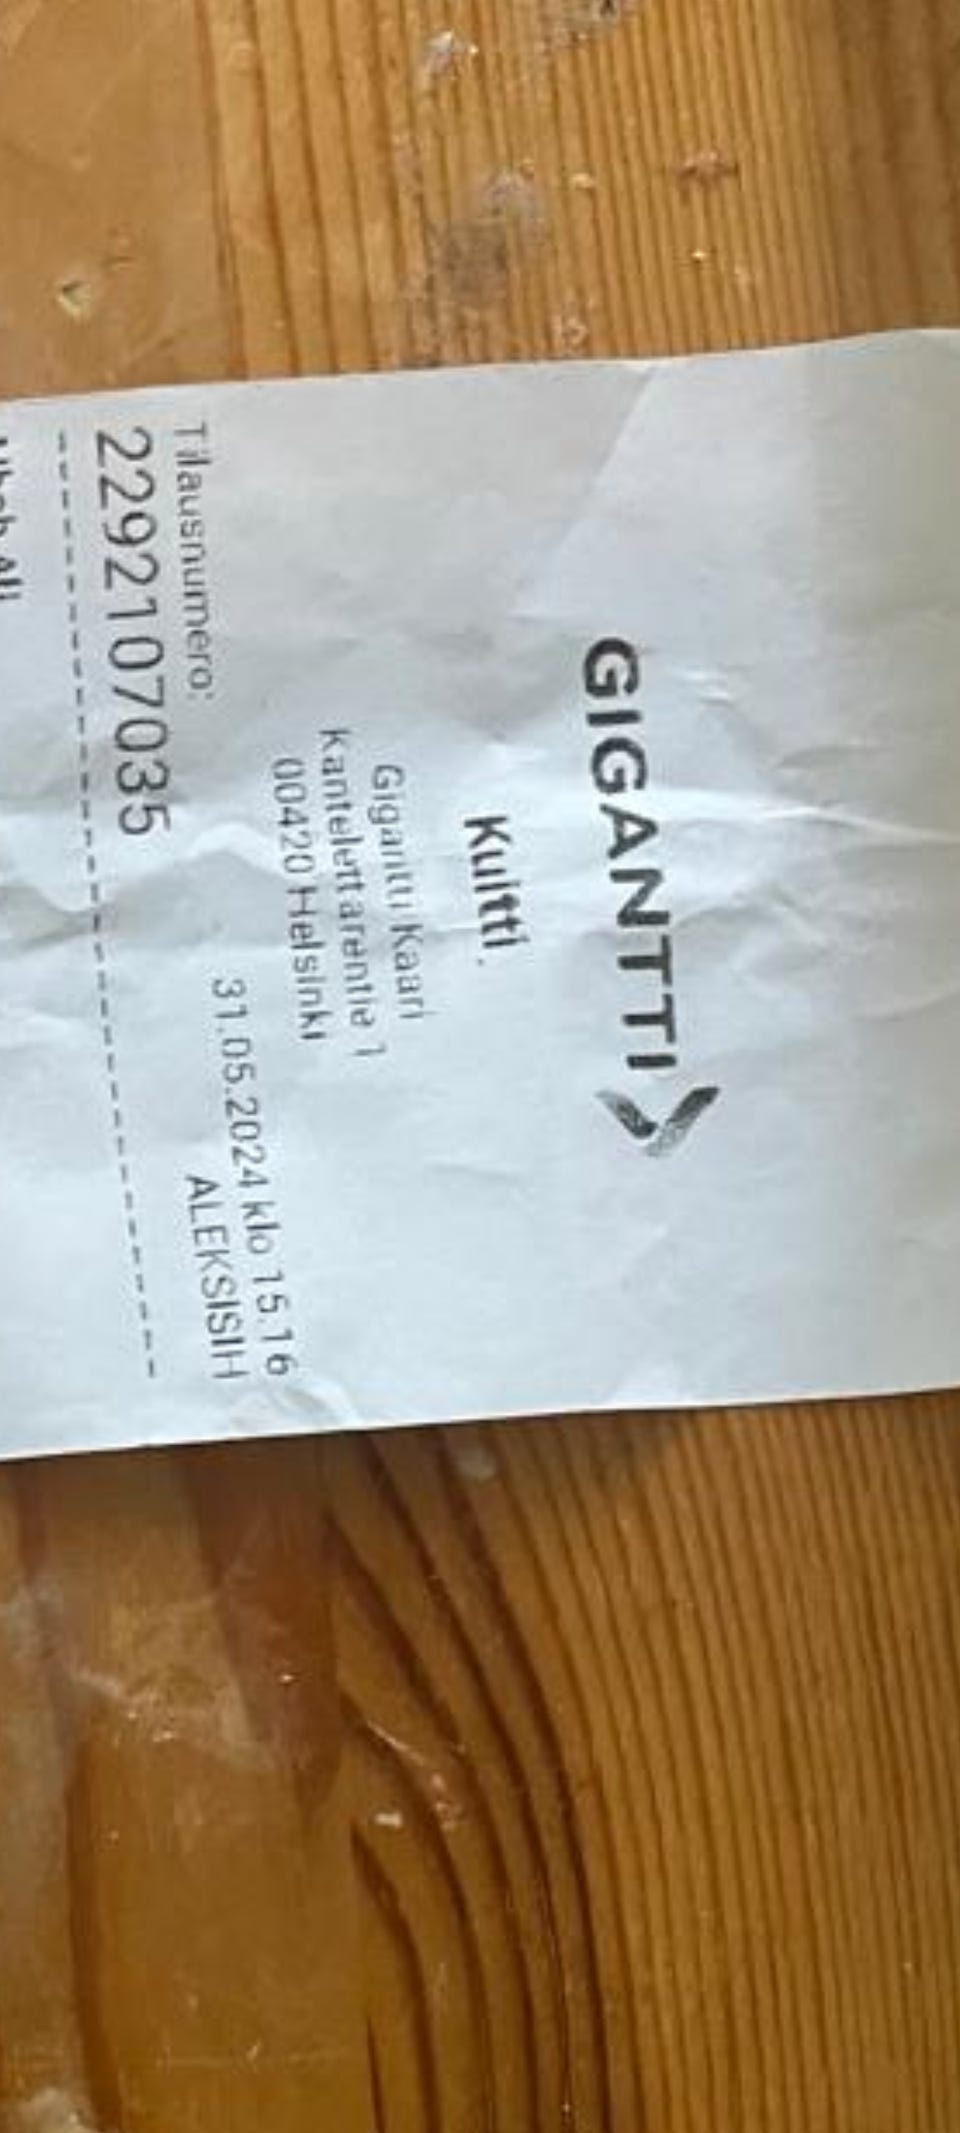 GIGANTTI
Kuitti
Gigantti Kaari
Kantelettarentie 1
00420 Helsinki
31.05.2024 klo 15.16
Tilausnumero: ALEKSISIH
2292107035